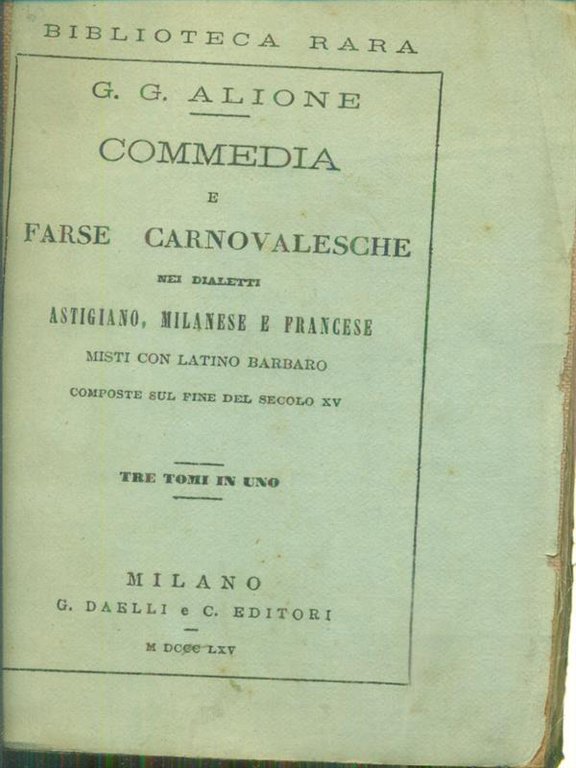 BIBLIOTECA RARA
G. G. ALIONE
COMMEDIA
E
FARSE CARNOVALESCHE
NEI DIALETTI
ASTIGIANO, MILANESE E FRANCESE
MISTI CON LATINO BARBARO
COMPOSTE SUL FINE DEL SECOLO XV
TRE TOMI IN UNO
MILANO
G. DAELLI e C. EDITORI
M DCCC LXV